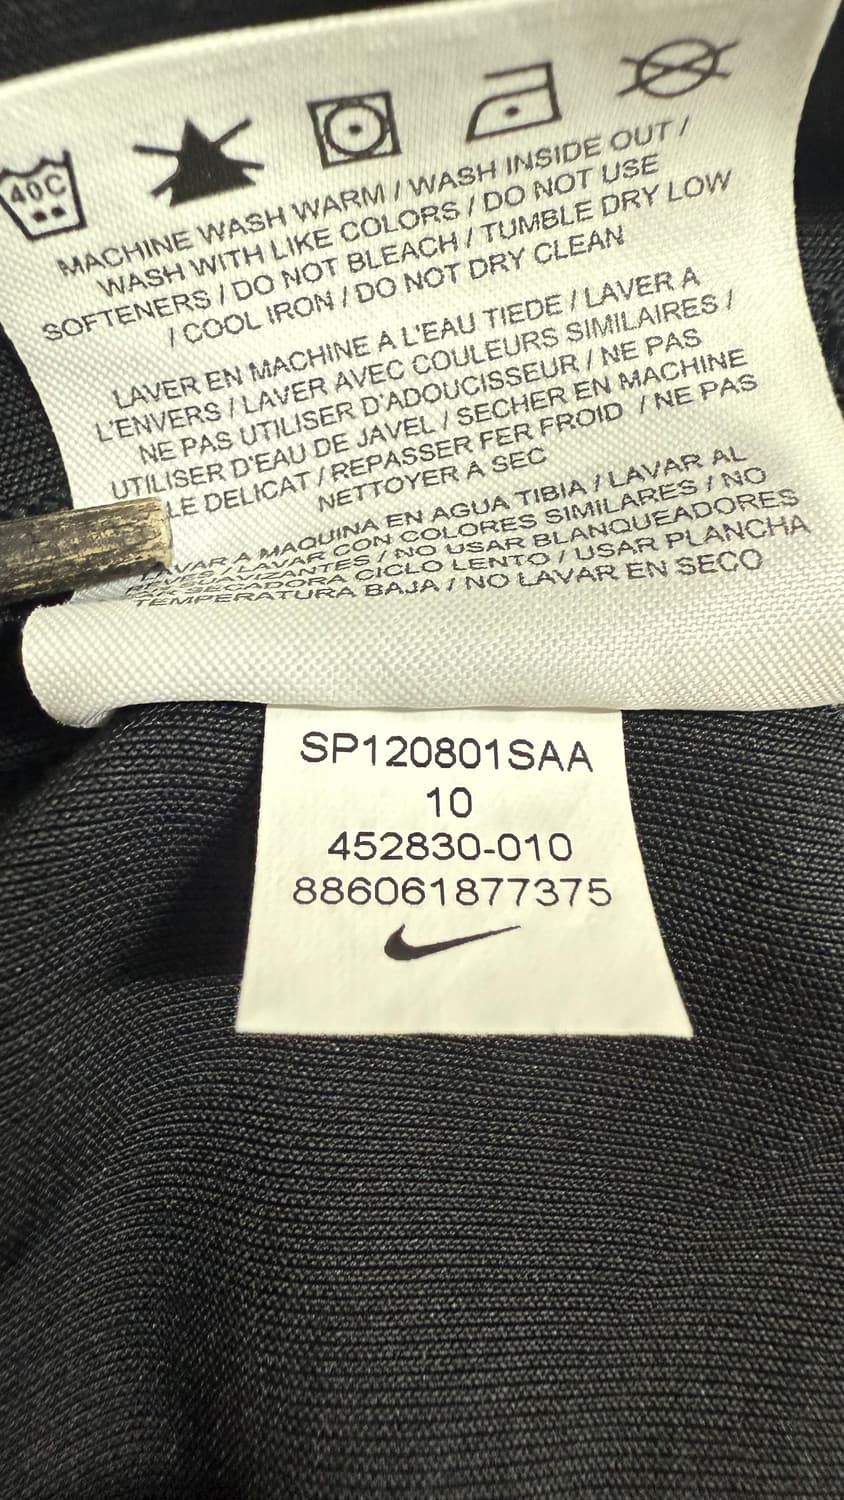 40C
MACHINE WASH WARM / WASH INSIDE OUT /
WASH WITH LIKE COLORS / DO NOT USE
SOFTENERS / DO NOT BLEACH / TUMBLE DRY LOW
/ COOL IRON / DO NOT DRY CLEAN
LAVER EN MACHINE A L'EAU TIEDE / LAVER A
L'ENVERS / LAVER AVEC COULEURS SIMILAIRES /
NE PAS UTILISER D'ADOUCISSEUR / NE PAS
UTILISER D'EAU DE JAVEL / SECHER EN MACHINE
LE DELICAT / REPASSER FER FROID / NE PAS
NETTOYER A SEC
LAVAR A MAQUINA EN AGUA TIBIA / LAVAR AL
/ LAVAR CON COLORES SIMILARES / NO
/ NO USAR BLANQUEADORES
SECADORA CICLO LENTO / USAR PLANCHA
TEMPERATURA BAJA / NO LAVAR EN SECO
SP120801SAA
10
452830-010
886061877375